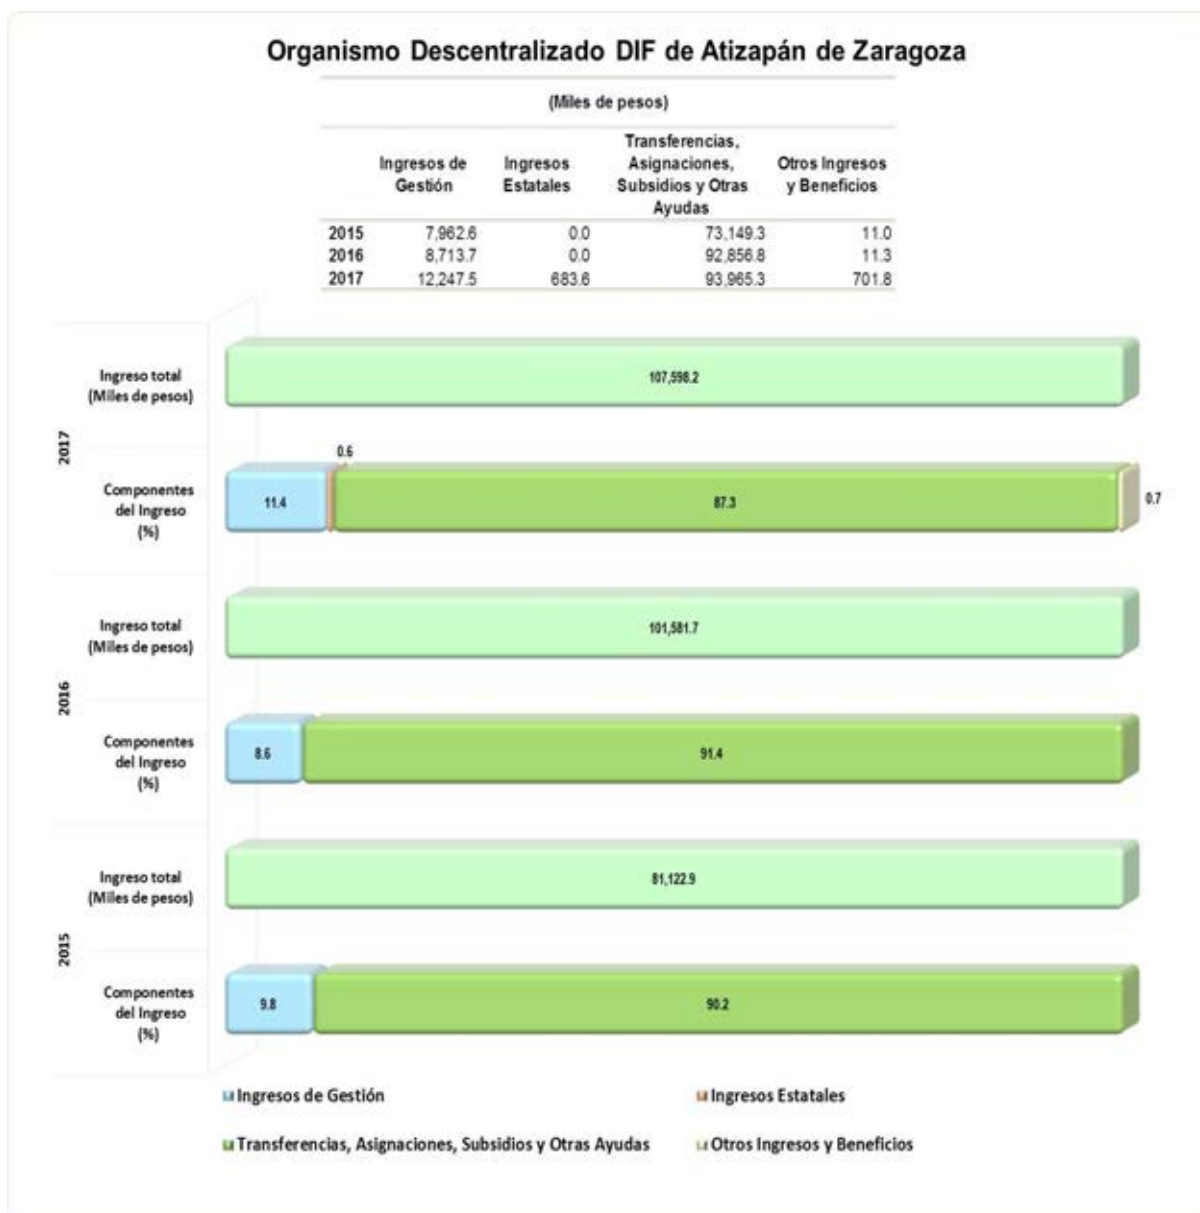 Organismo Descentralizado DIF de Atizapán de Zaragoza
(Miles de pesos)
Ingresos de Gestión
Ingresos Estatales
Transferencias, Asignaciones, Subsidios y Otras Ayudas
Otros Ingresos y Beneficios
2015 7,962.6 0.0 73,149.3 11.0
2016 8,713.7 0.0 92,856.8 11.3
2017 12,247.5 683.6 93,965.3 701.8
2017
Ingreso total
(Miles de pesos)
107,598.2
Componentes
del Ingreso
(%)
11.4
0.6
87.3
0.7
2016
Ingreso total
(Miles de pesos)
101,581.7
Componentes
del Ingreso
(%)
8.6
91.4
2015
Ingreso total
(Miles de pesos)
81,122.9
Componentes
del Ingreso
(%)
9.8
90.2
Ingresos de Gestión
Ingresos Estatales
Transferencias, Asignaciones, Subsidios y Otras Ayudas
Otros Ingresos y Beneficios